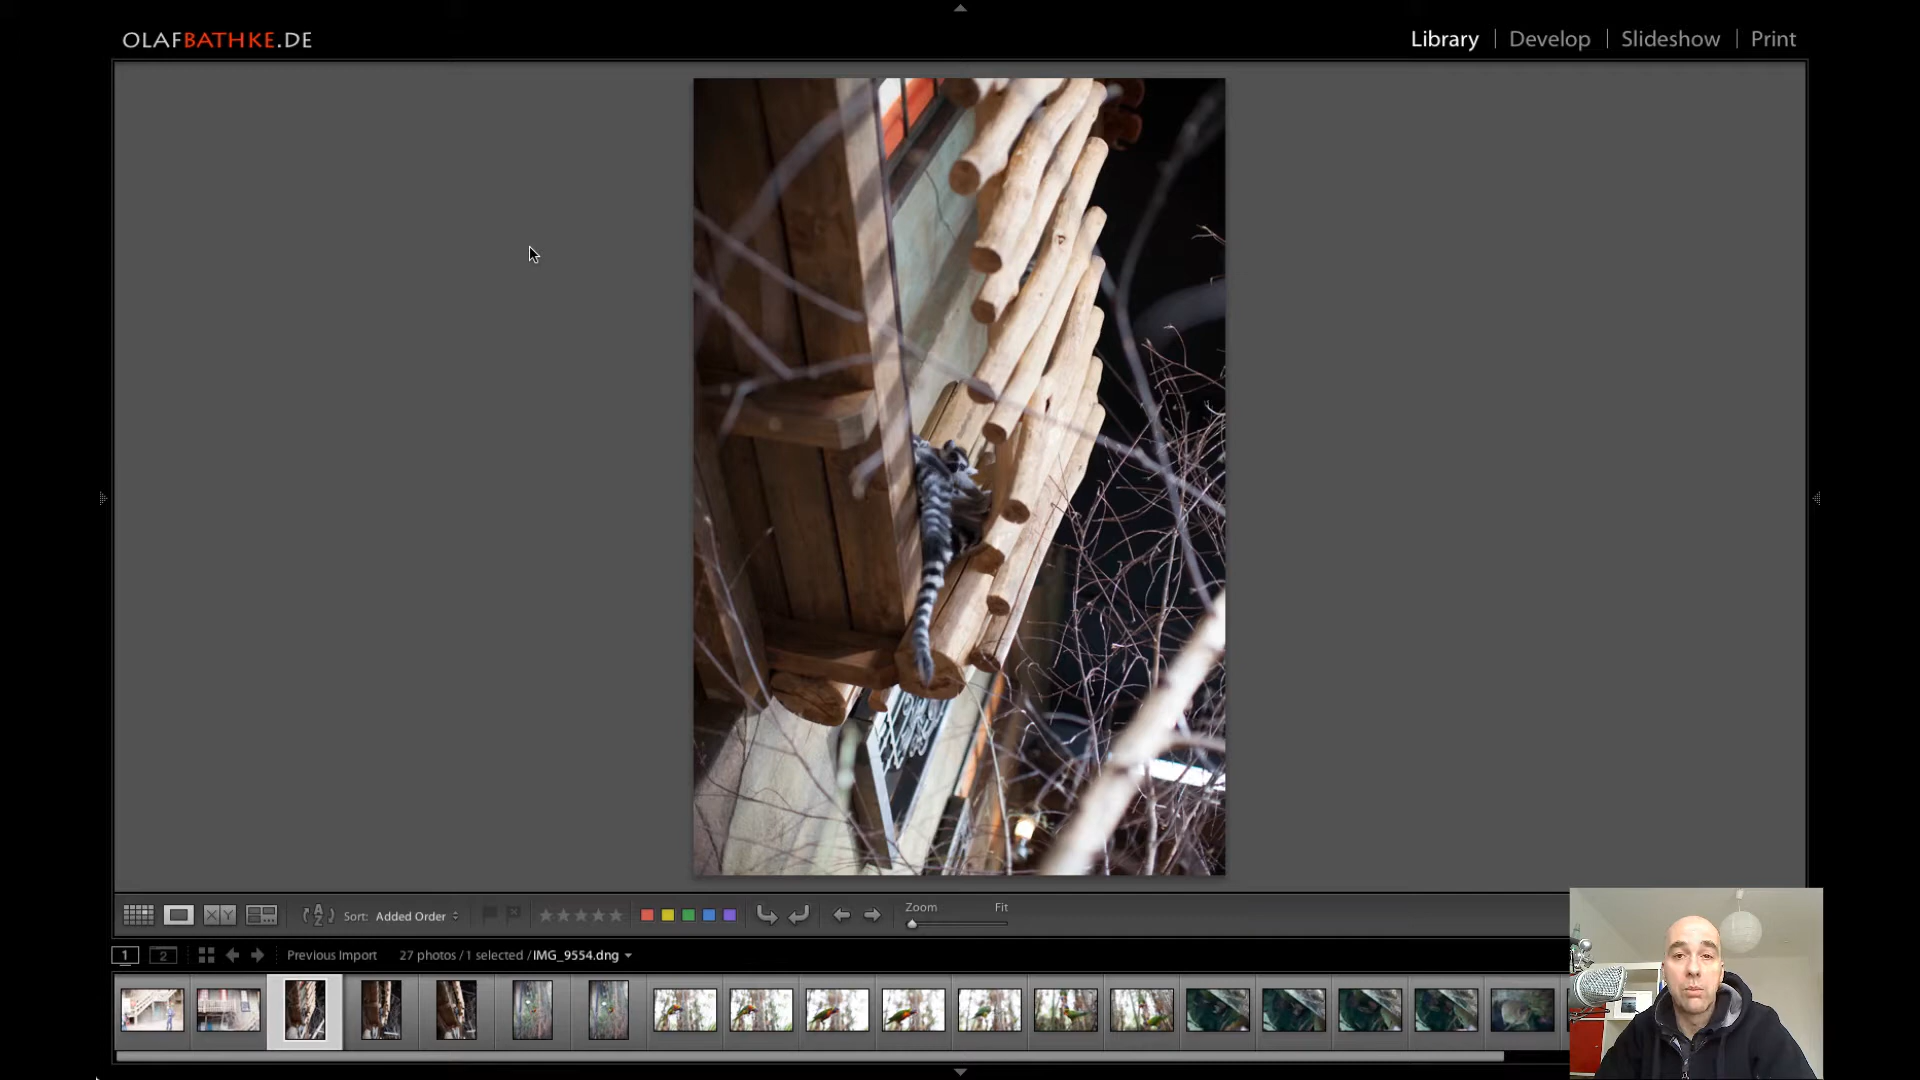 OLAFBATHKE.DE
Library | Develop | Slideshow | Print
XY Sort: Added Order Zoom Fit
1 2 Previous Import 27 photos / 1 selected / IMG_9554.dng